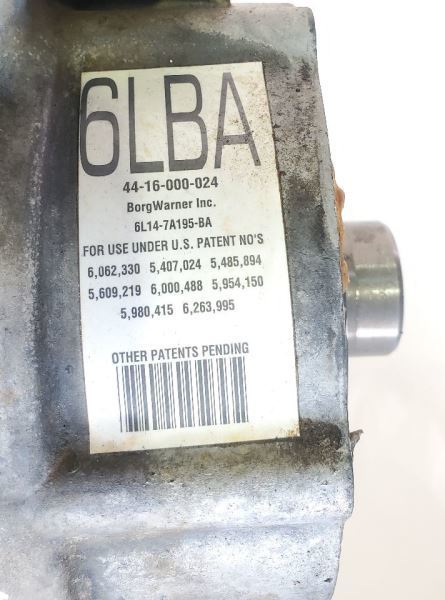 6LBA
44-16-000-024
BorgWarner Inc.
6L14-7A195-BA
FOR USE UNDER U.S. PATENT NO'S
6,062,330 5,407,024 5,485,894
5,609,219 6,000,488 5,954,150
5,980,415 6,263,995
OTHER PATENTS PENDING